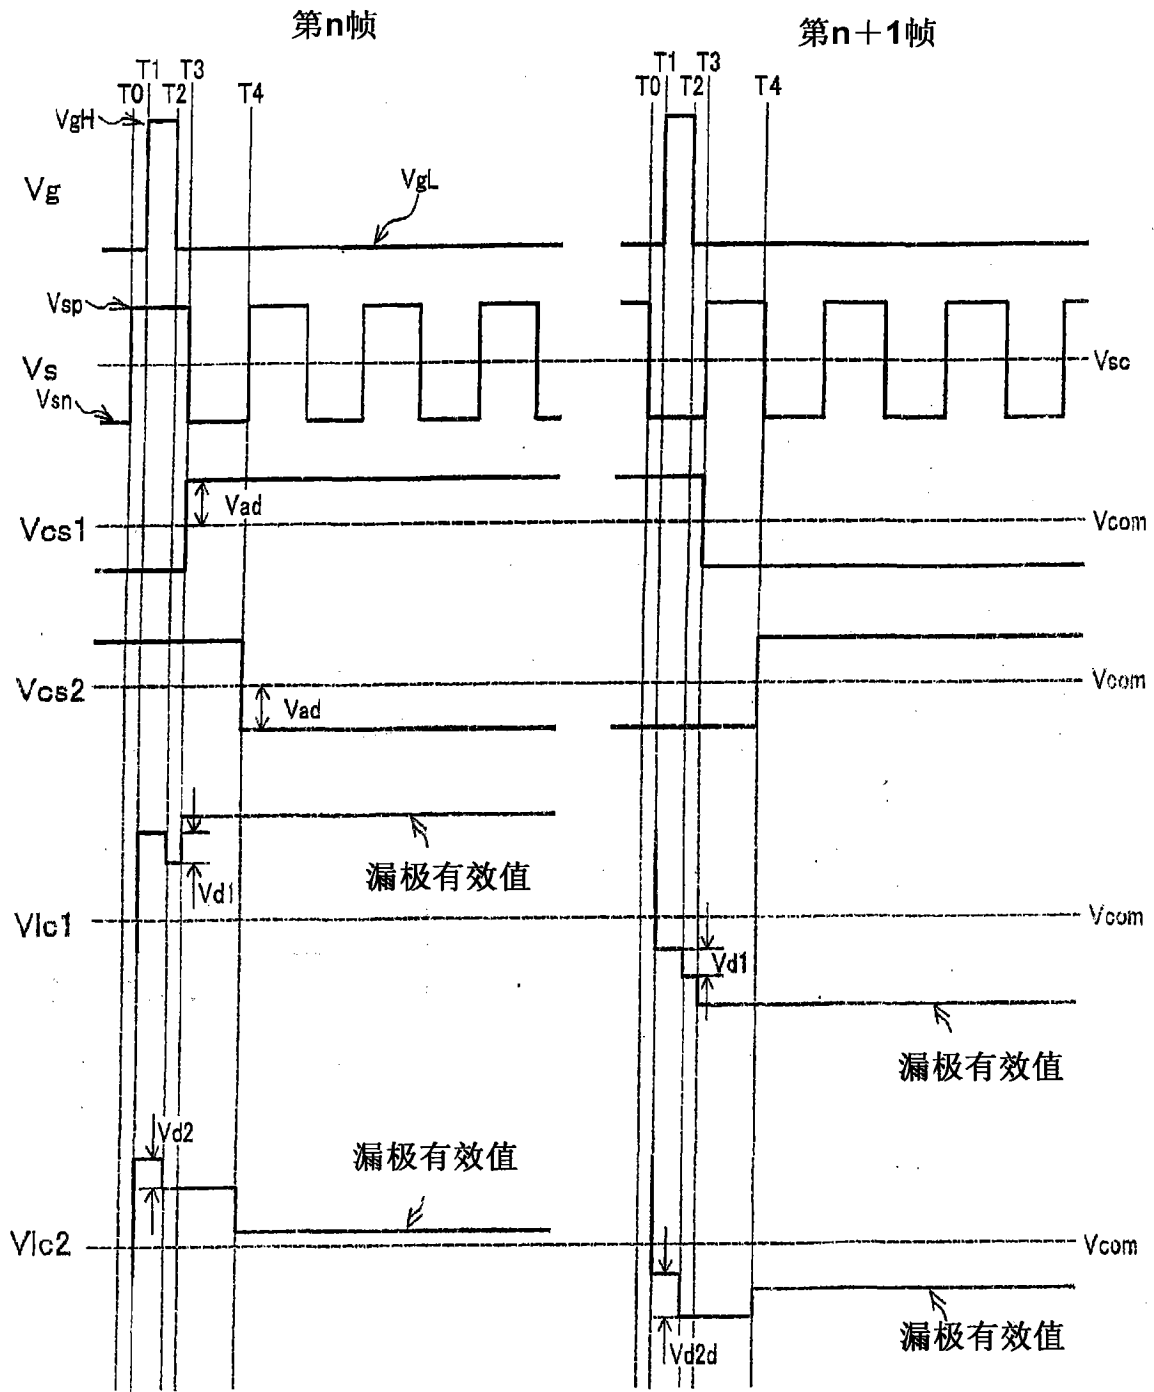 第n帧
第n＋1帧
T0 T1 T2 T3 T4
T0 T1 T2 T3 T4
VgH
Vg
VgL
Vsp
Vs
Vsn
Vsc
Vad
Vcs1
Vcom
Vcs2
Vad
Vcom
漏极有效值
Vd1
Vlc1
Vcom
Vd1
漏极有效值
Vd2
漏极有效值
Vlc2
Vcom
Vd2d
漏极有效值